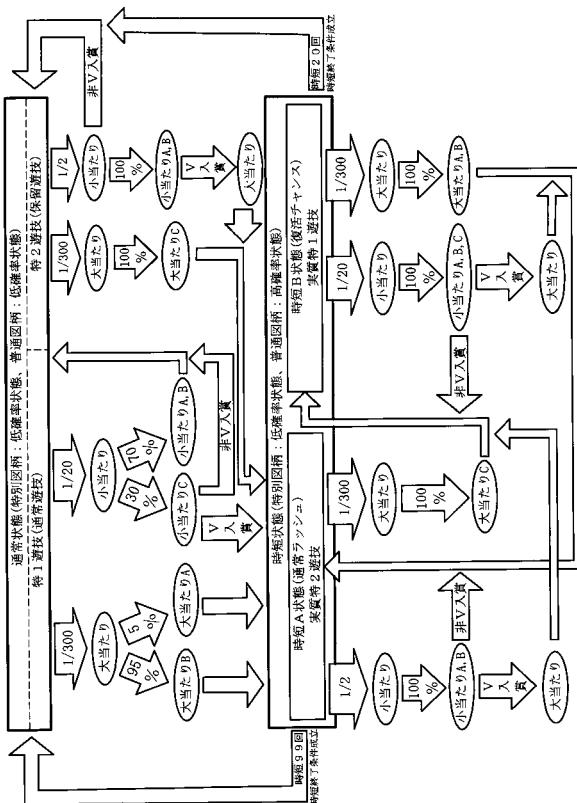 通常状態(特別図柄:低確率状態、普通図柄:低確率状態)
特1遊技(通常遊技)
特2遊技(保留遊技)
1/300
大当たり
95%
5%
大当たりB
大当たりA
1/20
小当たり
30%
70%
小当たりC
小当たりA,B
V入賞
非V入賞
1/300
大当たり
100%
大当たりC
1/2
小当たり
100%
小当たりA,B
V入賞
大当たり
非V入賞
時短99回
時短終了条件成立
時短20回
時短終了条件成立
時短状態(特別図柄:低確率状態、普通図柄:高確率状態)
時短A状態(通常ラッシュ)
実質特2遊技
時短B状態(復活チャンス)
実質特1遊技
1/2
小当たり
100%
小当たりA,B
V入賞
大当たり
非V入賞
1/300
大当たり
100%
大当たりC
1/20
小当たり
100%
小当たりA,B,C
V入賞
大当たり
非V入賞
1/300
大当たり
100%
大当たりA,B